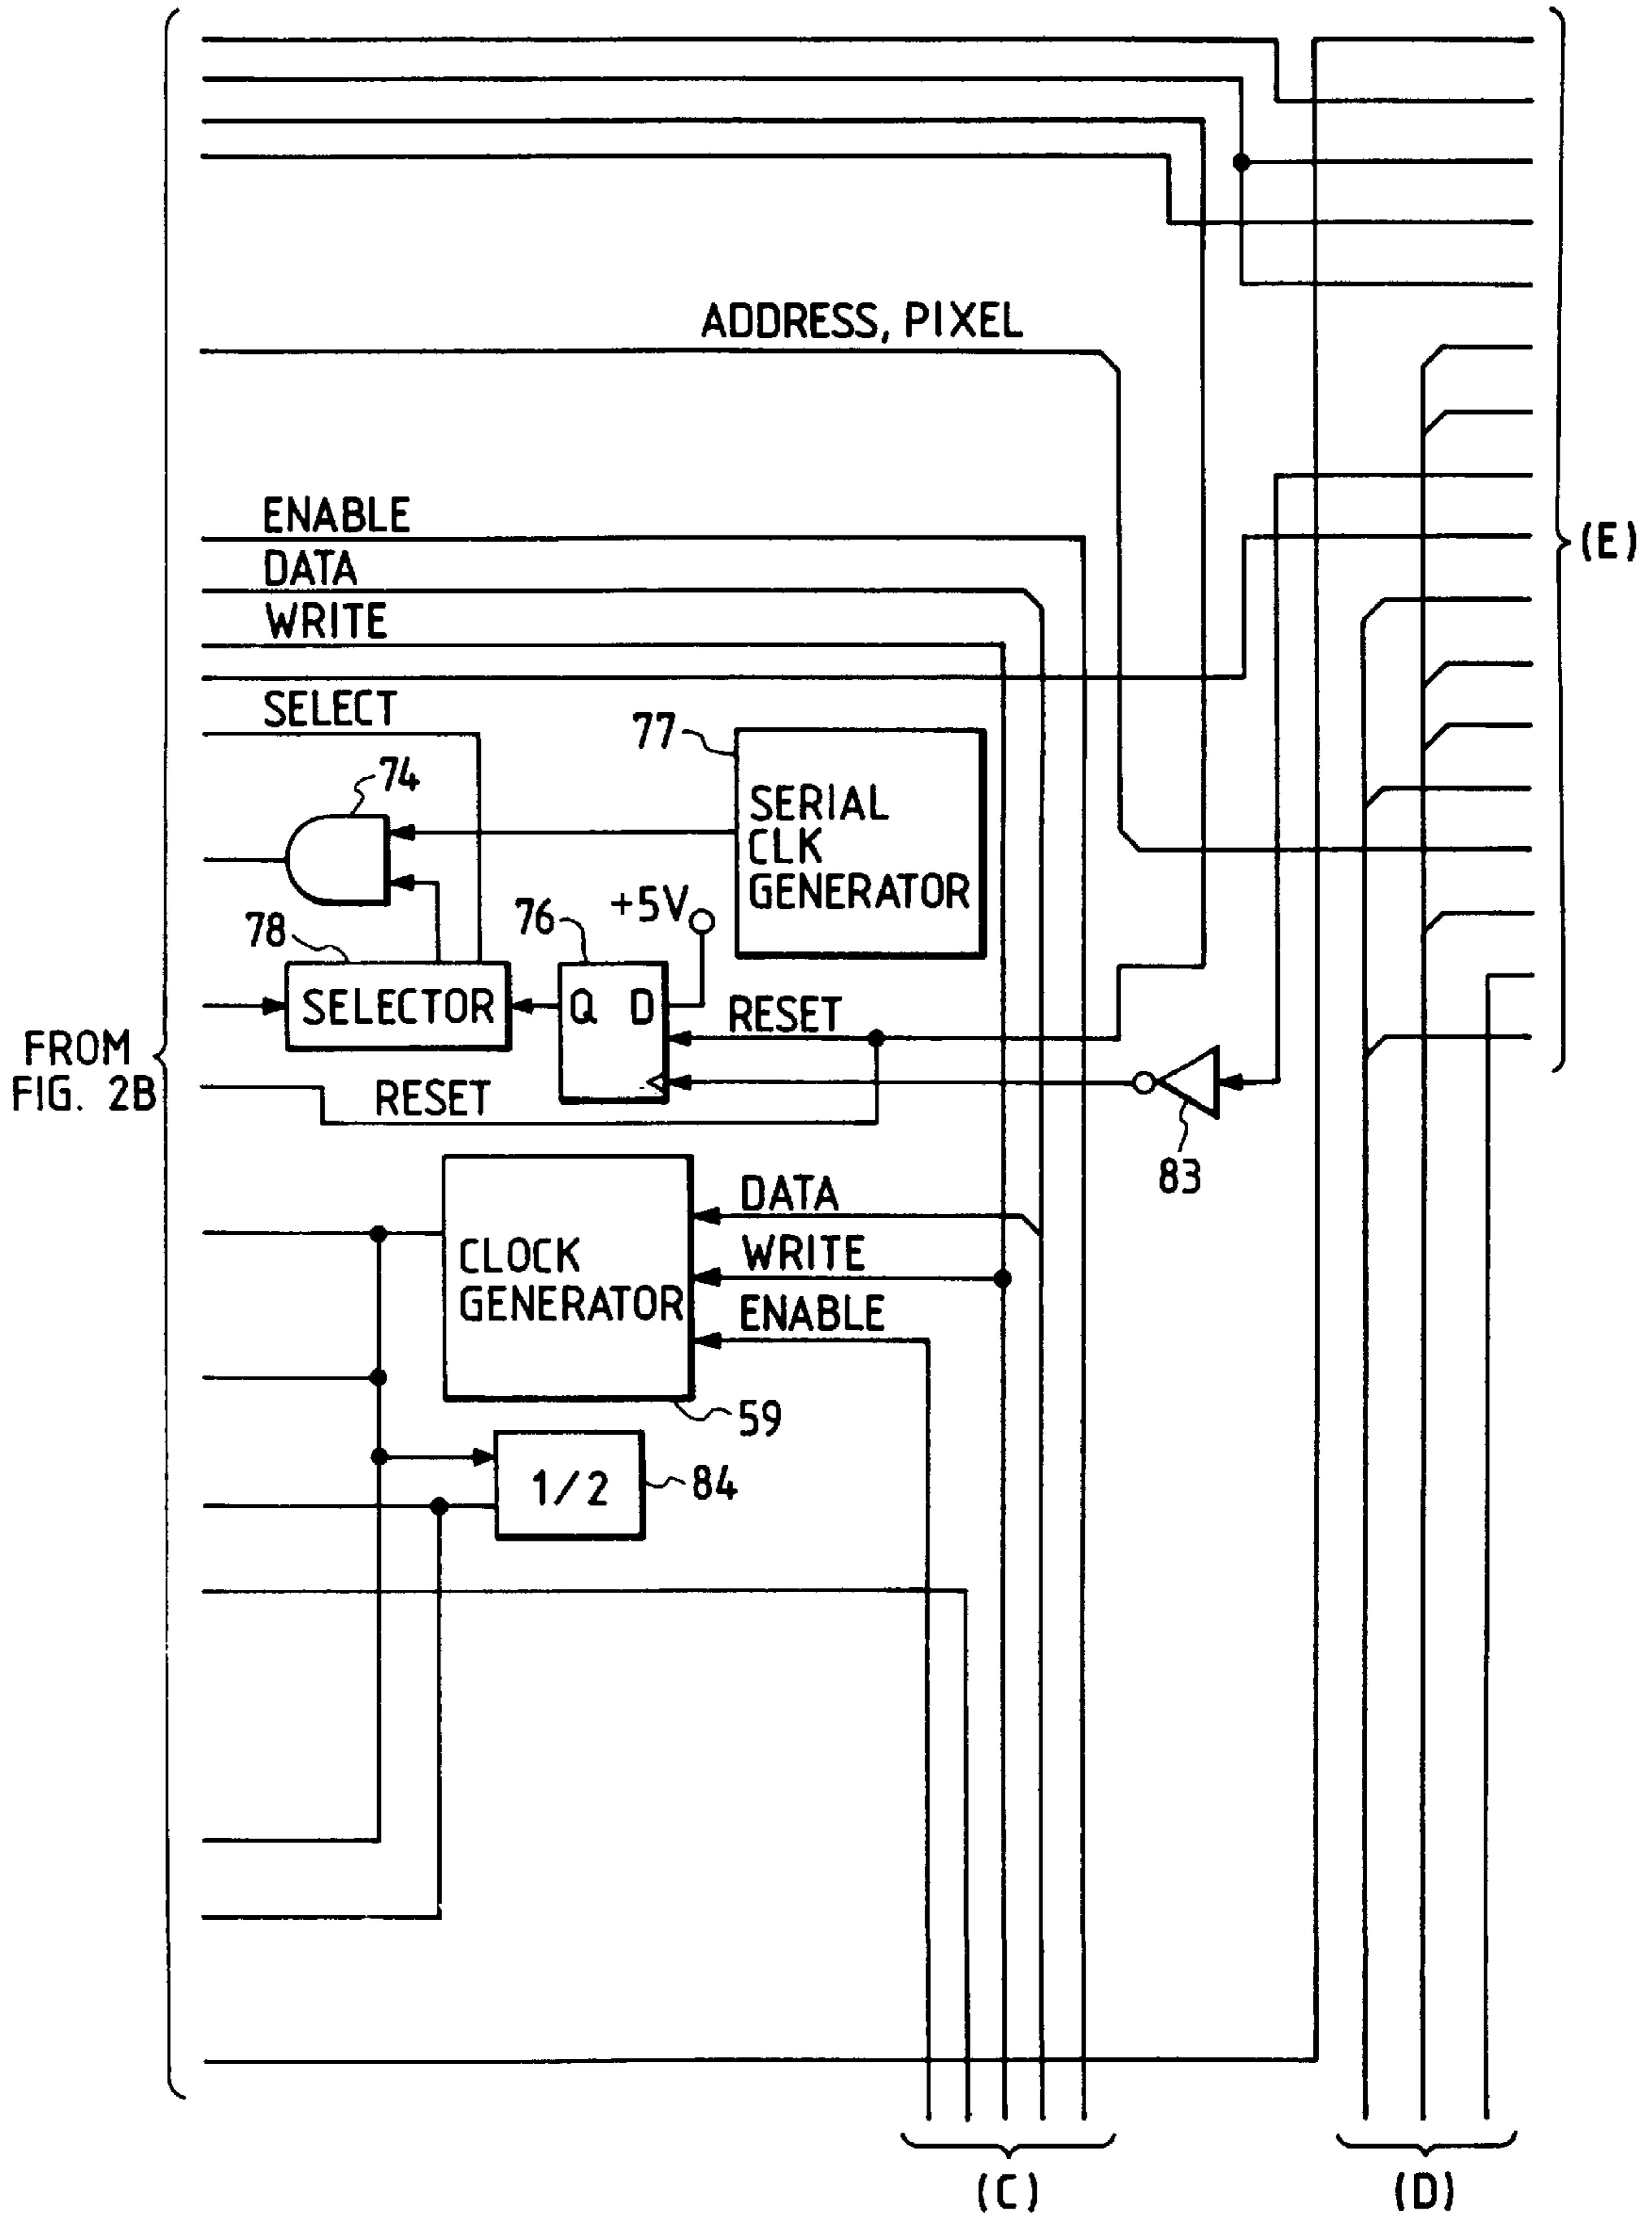 ADDRESS, PIXEL
ENABLE
(E)
DATA
WRITE
SELECT
77
74
SERIAL
CLK
GENERATOR
+5V
76
78
SELECTOR
Q D
RESET
FROM
FIG. 2B
RESET
83
DATA
CLOCK
GENERATOR
WRITE
ENABLE
59
1/2
84
(C)
(D)